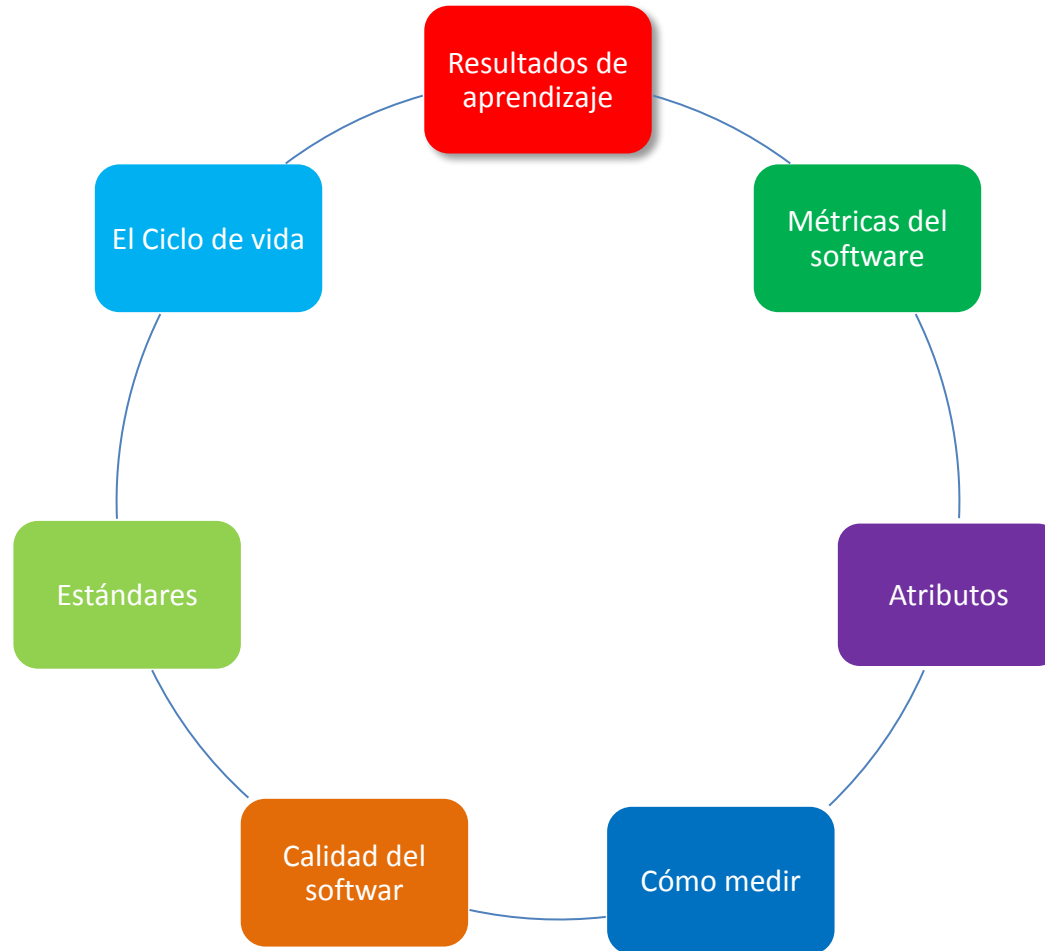 Resultados de
aprendizaje
Métricas del
software
Atributos
Cómo medir
Calidad del
softwar
Estándares
El Ciclo de vida